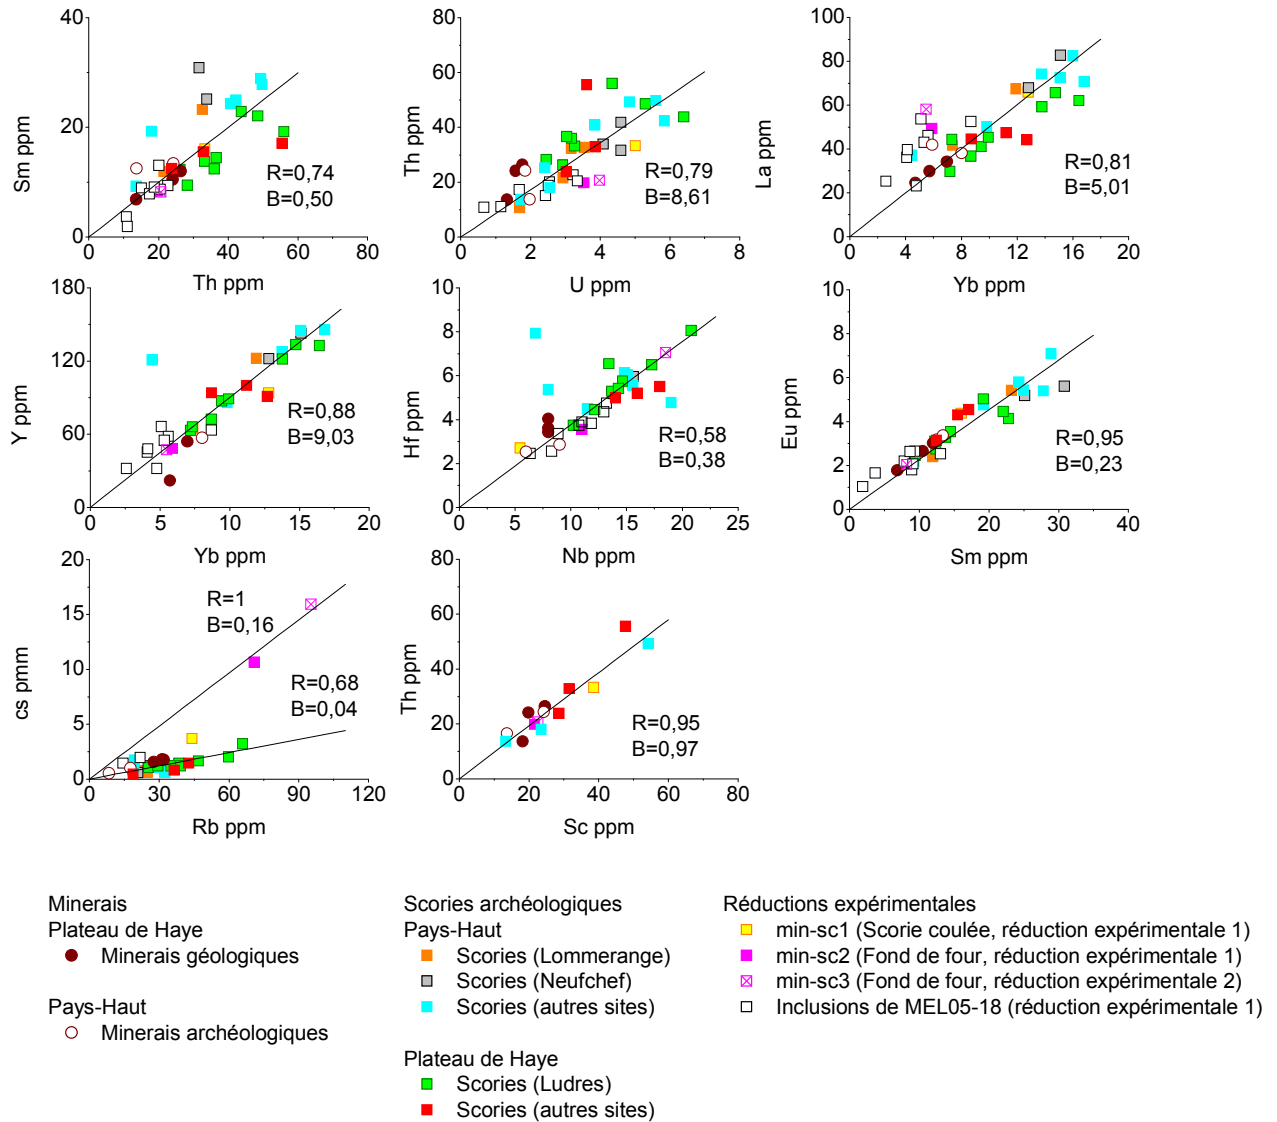 40
20
0
0 20 40 60 80
Sm ppm
Th ppm
R=0,74
B=0,50
80
60
40
20
0
0 2 4 6 8
Th ppm
U ppm
R=0,79
B=8,61
100
80
60
40
20
0
0 4 8 12 16 20
La ppm
Yb ppm
R=0,81
B=5,01
180
120
60
0
0 5 10 15 20
Y ppm
Yb ppm
R=0,88
B=9,03
10
8
6
4
2
0
0 5 10 15 20 25
Hf ppm
Nb ppm
R=0,58
B=0,38
10
8
6
4
2
0
0 10 20 30 40
Eu ppm
Sm ppm
R=0,95
B=0,23
20
15
10
5
0
0 30 60 90 120
cs pmm
Rb ppm
R=1
B=0,16
R=0,68
B=0,04
80
60
40
20
0
0 20 40 60 80
Th ppm
Sc ppm
R=0,95
B=0,97
Minerais
Plateau de Haye
Minerais géologiques
Pays-Haut
Minerais archéologiques
Scories archéologiques
Pays-Haut
Scories (Lommerange)
Scories (Neufchef)
Scories (autres sites)
Plateau de Haye
Scories (Ludres)
Scories (autres sites)
Réductions expérimentales
min-sc1 (Scorie coulée, réduction expérimentale 1)
min-sc2 (Fond de four, réduction expérimentale 1)
min-sc3 (Fond de four, réduction expérimentale 2)
Inclusions de MEL05-18 (réduction expérimentale 1)